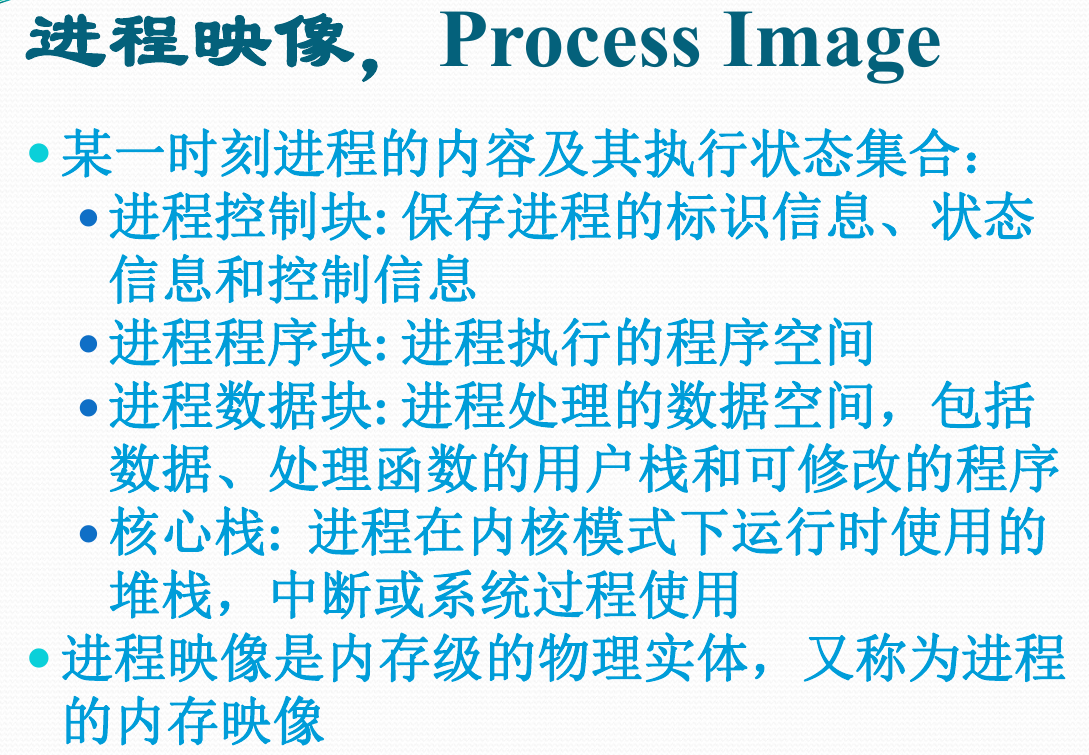 进程映像，Process Image
某一时刻进程的内容及其执行状态集合：
进程控制块: 保存进程的标识信息、状态
信息和控制信息
进程程序块: 进程执行的程序空间
进程数据块: 进程处理的数据空间，包括
数据、处理函数的用户栈和可修改的程序
核心栈: 进程在内核模式下运行时使用的
堆栈，中断或系统过程使用
进程映像是内存级的物理实体，又称为进程
的内存映像